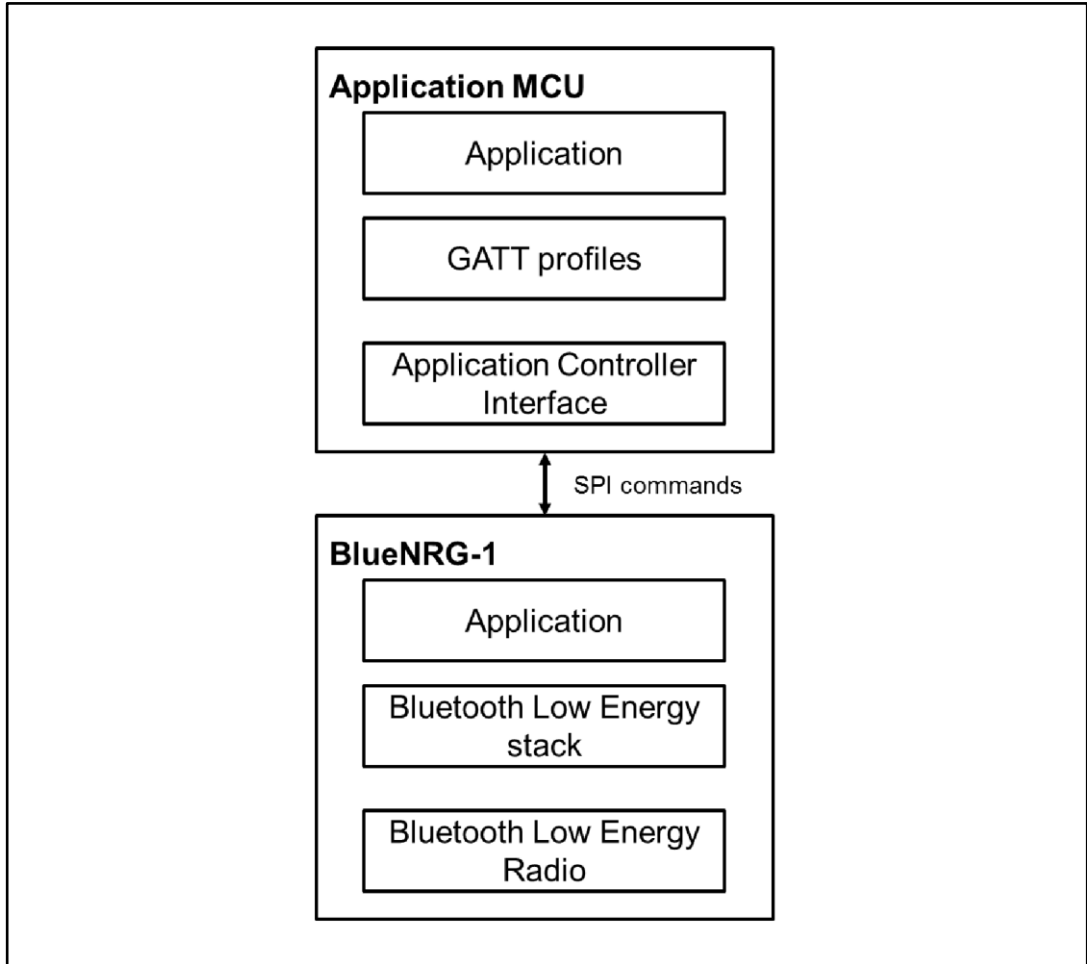 Application MCU
Application
GATT profiles
Application Controller
Interface
SPI commands
BlueNRG-1
Application
Bluetooth Low Energy
stack
Bluetooth Low Energy
Radio